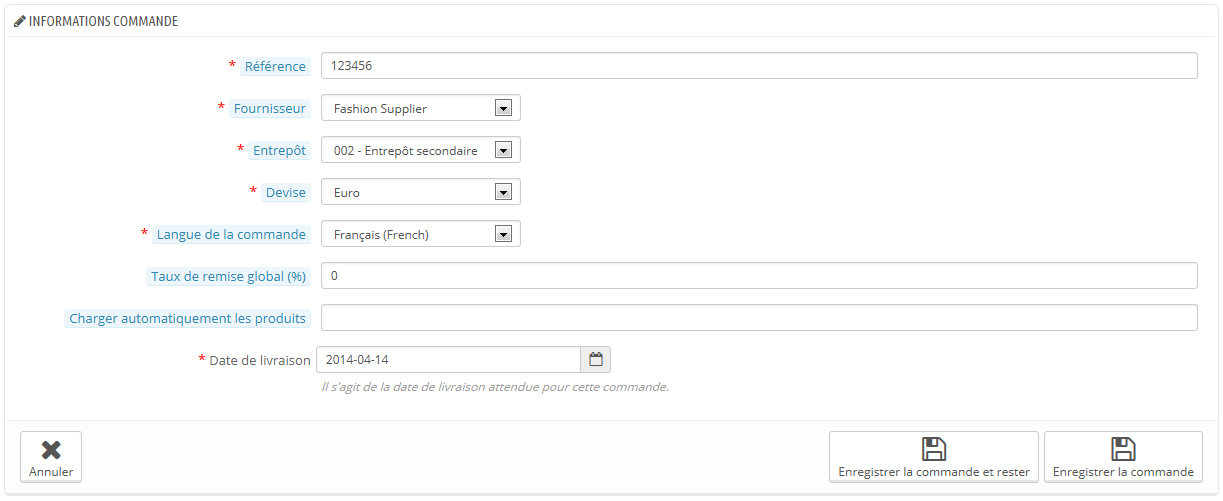 INFORMATIONS COMMANDE
* Référence 123456
* Fournisseur Fashion Supplier
* Entrepôt 002 - Entrepôt secondaire
* Devise Euro
* Langue de la commande Français (French)
Taux de remise global (%) 0
Charger automatiquement les produits
* Date de livraison 2014-04-14
Il s'agit de la date de livraison attendue pour cette commande.
Annuler Enregistrer la commande et rester Enregistrer la commande